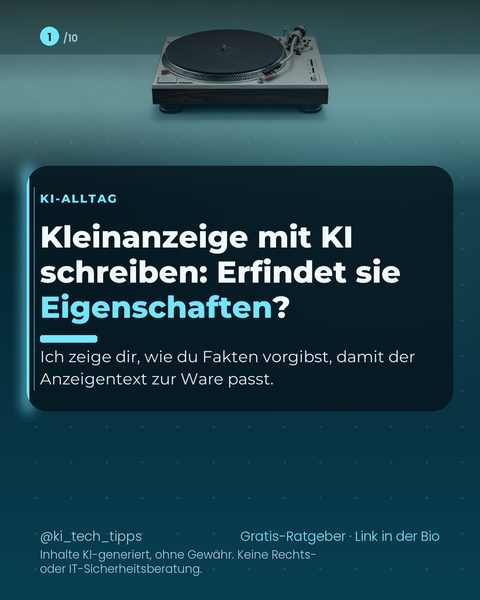 1 /10
KI-ALLTAG
Kleinanzeige mit KI
schreiben: Erfindet sie
Eigenschaften?
Ich zeige dir, wie du Fakten vorgibst, damit der
Anzeigentext zur Ware passt.
@ki_tech_tipps Gratis-Ratgeber · Link in der Bio
Inhalte KI-generiert, ohne Gewähr. Keine Rechts-
oder IT-Sicherheitsberatung.